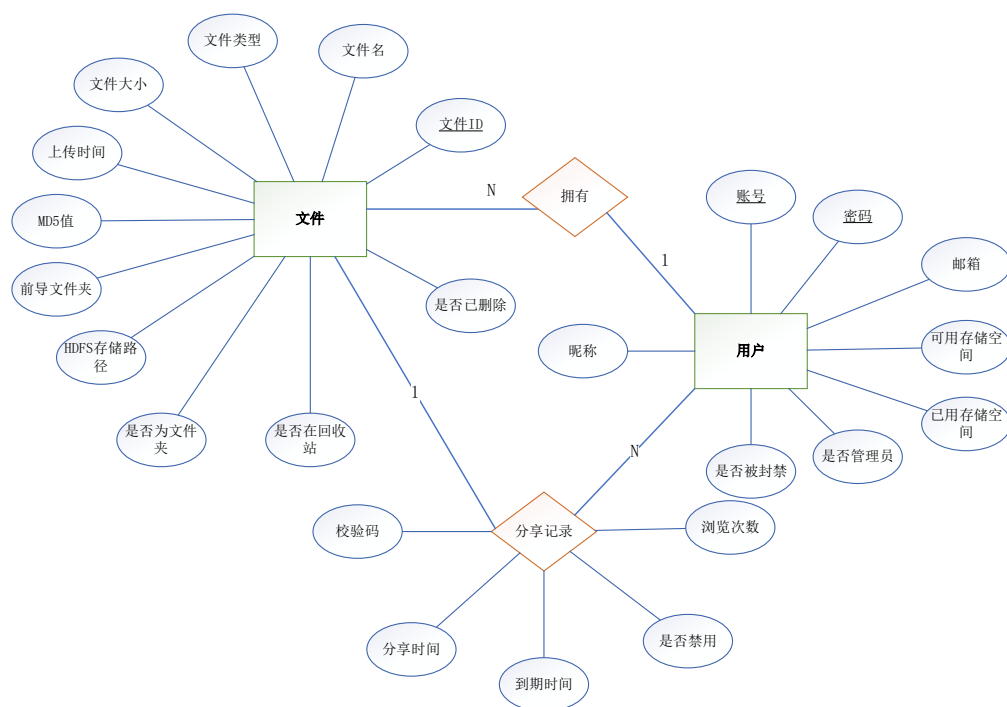 文件类型
文件名
文件大小
文件ID
上传时间
文件
N
拥有
账号
密码
MD5值
邮箱
1
前导文件夹
是否已删除
可用存储空
间
昵称
用户
HDFS存储路
径
1
已用存储空
间
是否为文件
夹
是否在回收
站
N
是否被封禁
是否管理员
校验码
分享记录
浏览次数
分享时间
是否禁用
到期时间